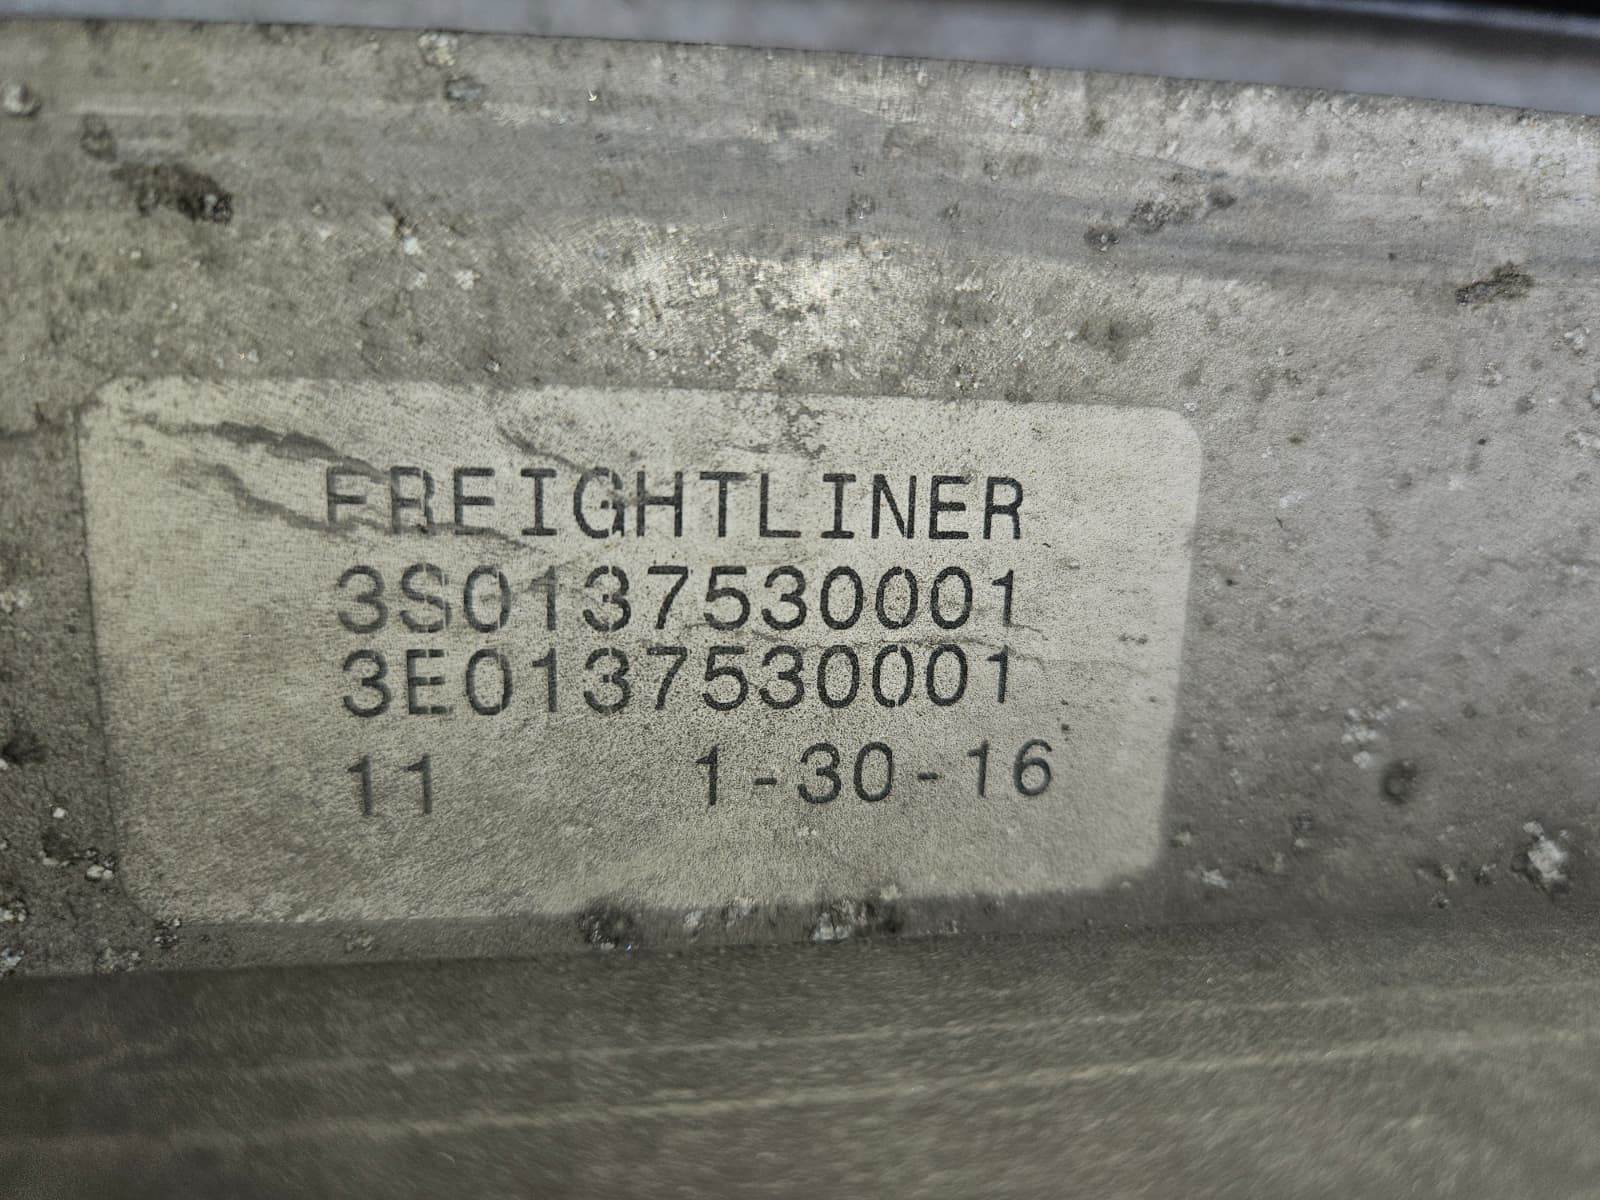 FREIGHTLINER
3S0137530001
3E0137530001
11 1-30-16